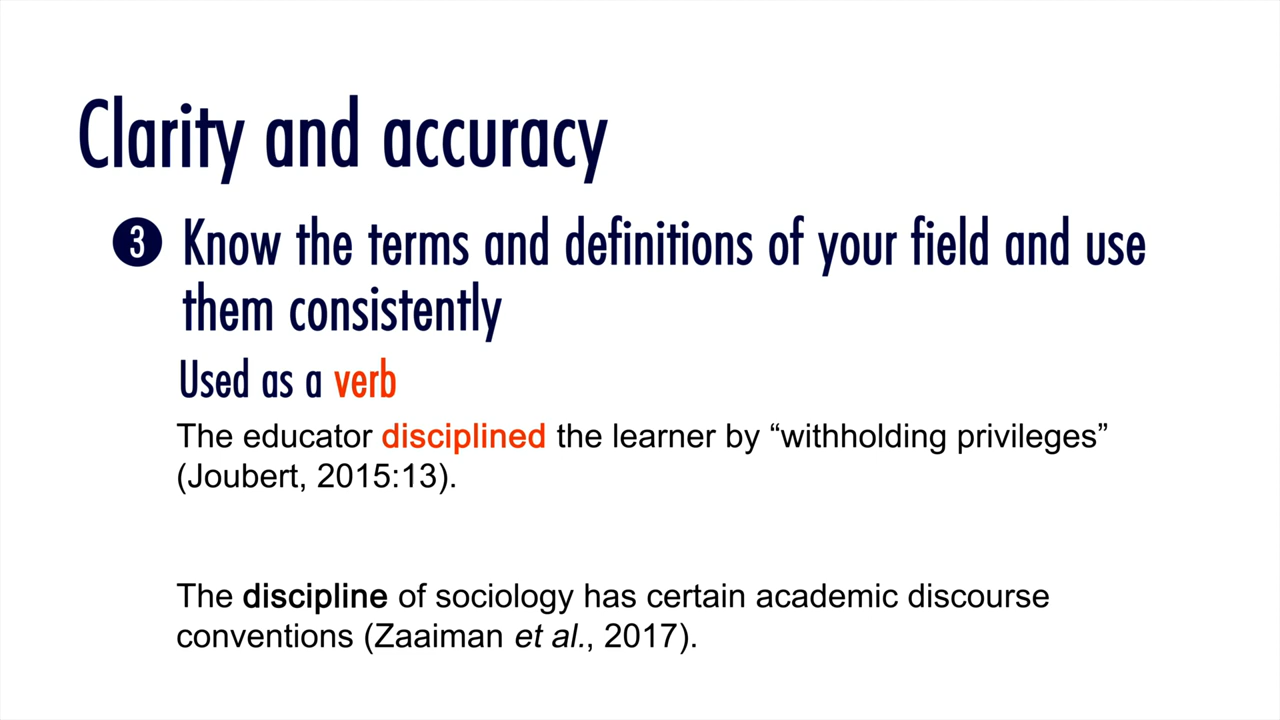 Clarity and accuracy
❸ Know the terms and definitions of your field and use
them consistently
Used as a verb
The educator disciplined the learner by “withholding privileges”
(Joubert, 2015:13).
The discipline of sociology has certain academic discourse
conventions (Zaaiman et al., 2017).